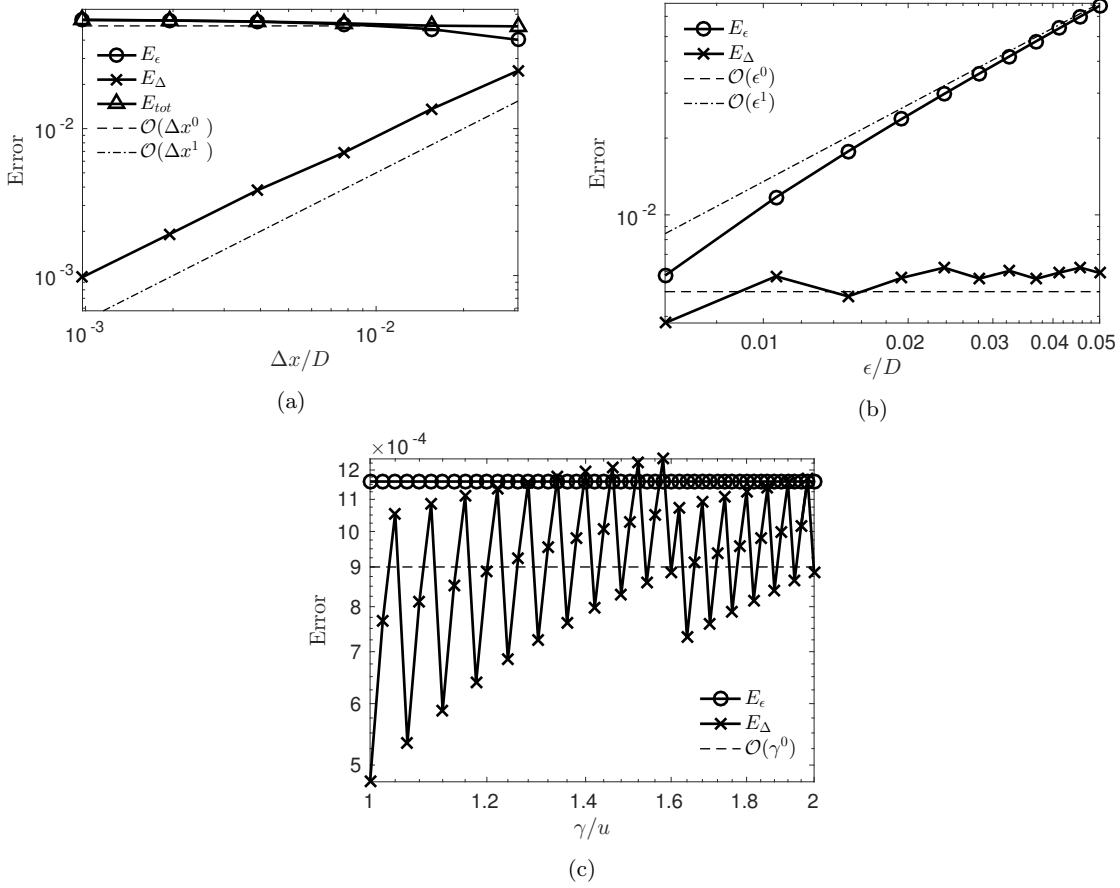 Error
10^{-2}
10^{-3}
E_ϵ
E_Δ
E_{tot}
O(Δx^0 )
O(Δx^1 )
10^{-3}
10^{-2}
Δx/D
(a)
Error
10^{-2}
E_ϵ
E_Δ
O(ϵ^0)
O(ϵ^1)
0.01
0.02
0.03
0.04
0.05
ϵ/D
(b)
×10^{-4}
Error
12
11
10
9
8
7
6
5
E_ϵ
E_Δ
O(γ^0)
1
1.2
1.4
1.6
1.8
2
γ/u
(c)